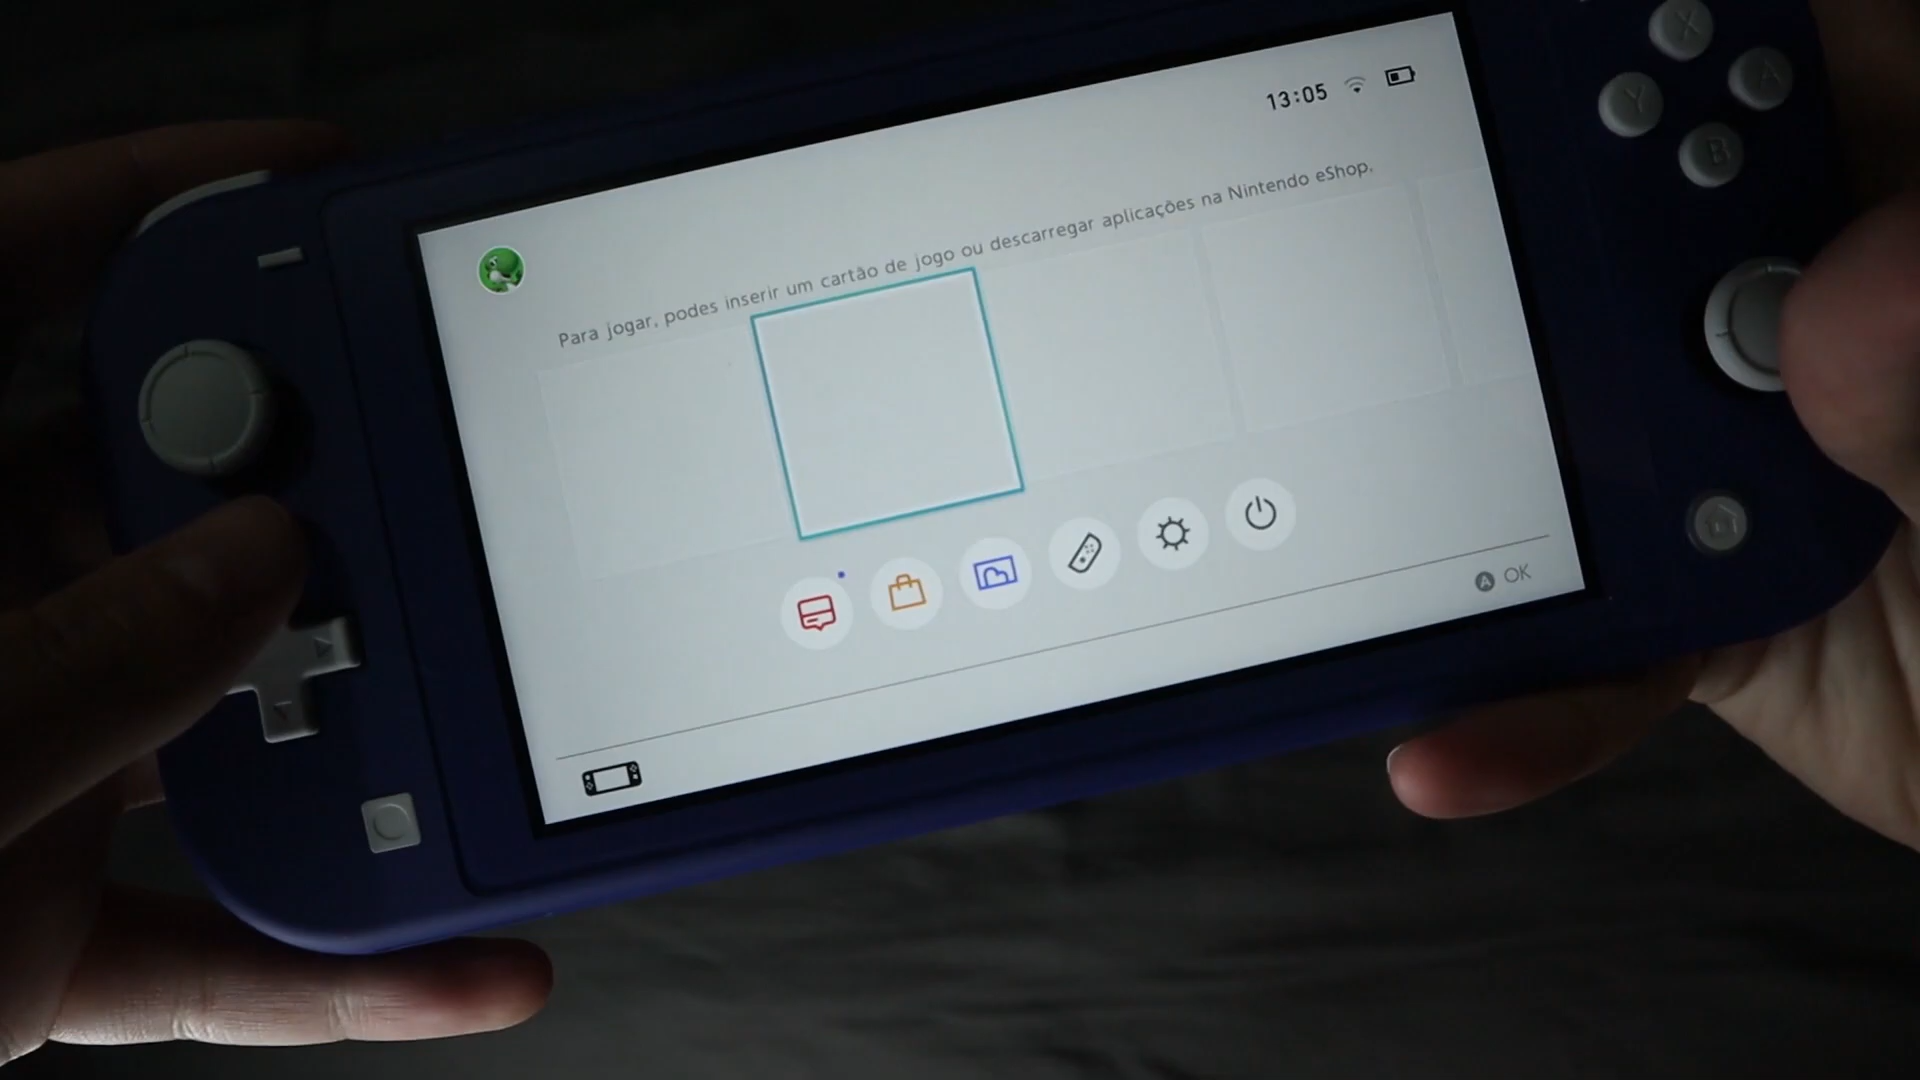 13:05
Para jogar, podes inserir um cartão de jogo ou descarregar aplicações na Nintendo eShop.
A OK
X
Y
A
B